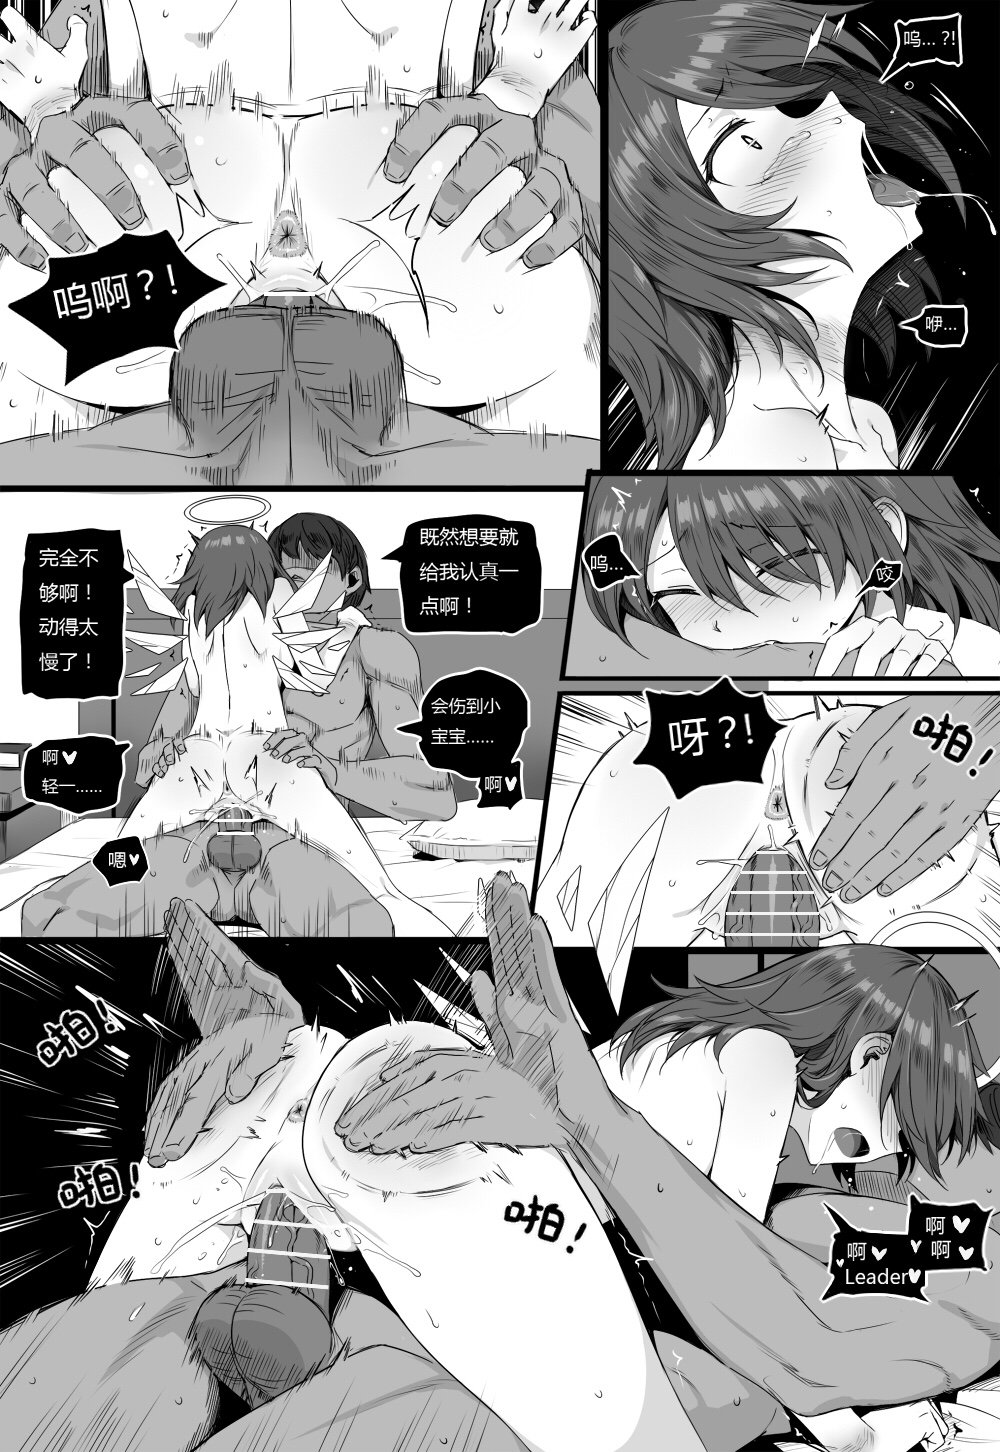 呜啊？!
呜… ?!
咿…
完全不
够啊！
动得太
慢了！
既然想要就
给我认真一
点啊！
会伤到小
宝宝……
啊♥
啊♥
轻一……
嗯♥
呜…
咬
呀？!
啪！
啪！
啪！
啪！
啊♥
啊♥
啊♥
Leader♥